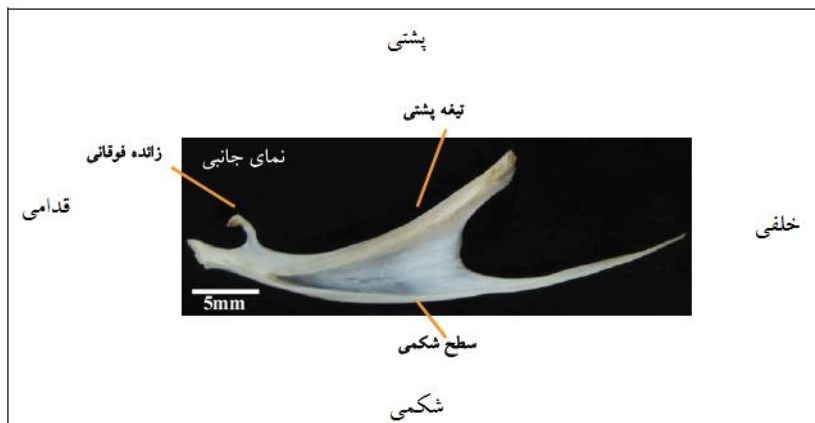 پشتی
تیغه پشتی
نمای جانبی
زائده فوقانی
قدامی
خلفی
5mm
سطح شکمی
شکمی